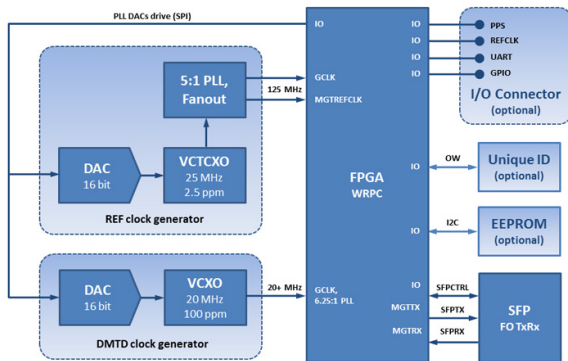 PLL DACs drive (SPI)
IO
IO
PPS
IO
REFCLK
IO
UART
IO
GPIO
I/O Connector
(optional)
5:1 PLL,
Fanout
GCLK
125 MHz
MGTREFCLK
DAC
16 bit
VCTCXO
25 MHz
2.5 ppm
REF clock generator
FPGA
WRPC
IO
OW
Unique ID
(optional)
IO
I2C
EEPROM
(optional)
DAC
16 bit
VCXO
20 MHz
100 ppm
20+ MHz
GCLK,
6.25:1 PLL
DMTD clock generator
IO
SFPCTRL
MGTTX
SFPTX
MGTRX
SFPRX
SFP
FO TxRx